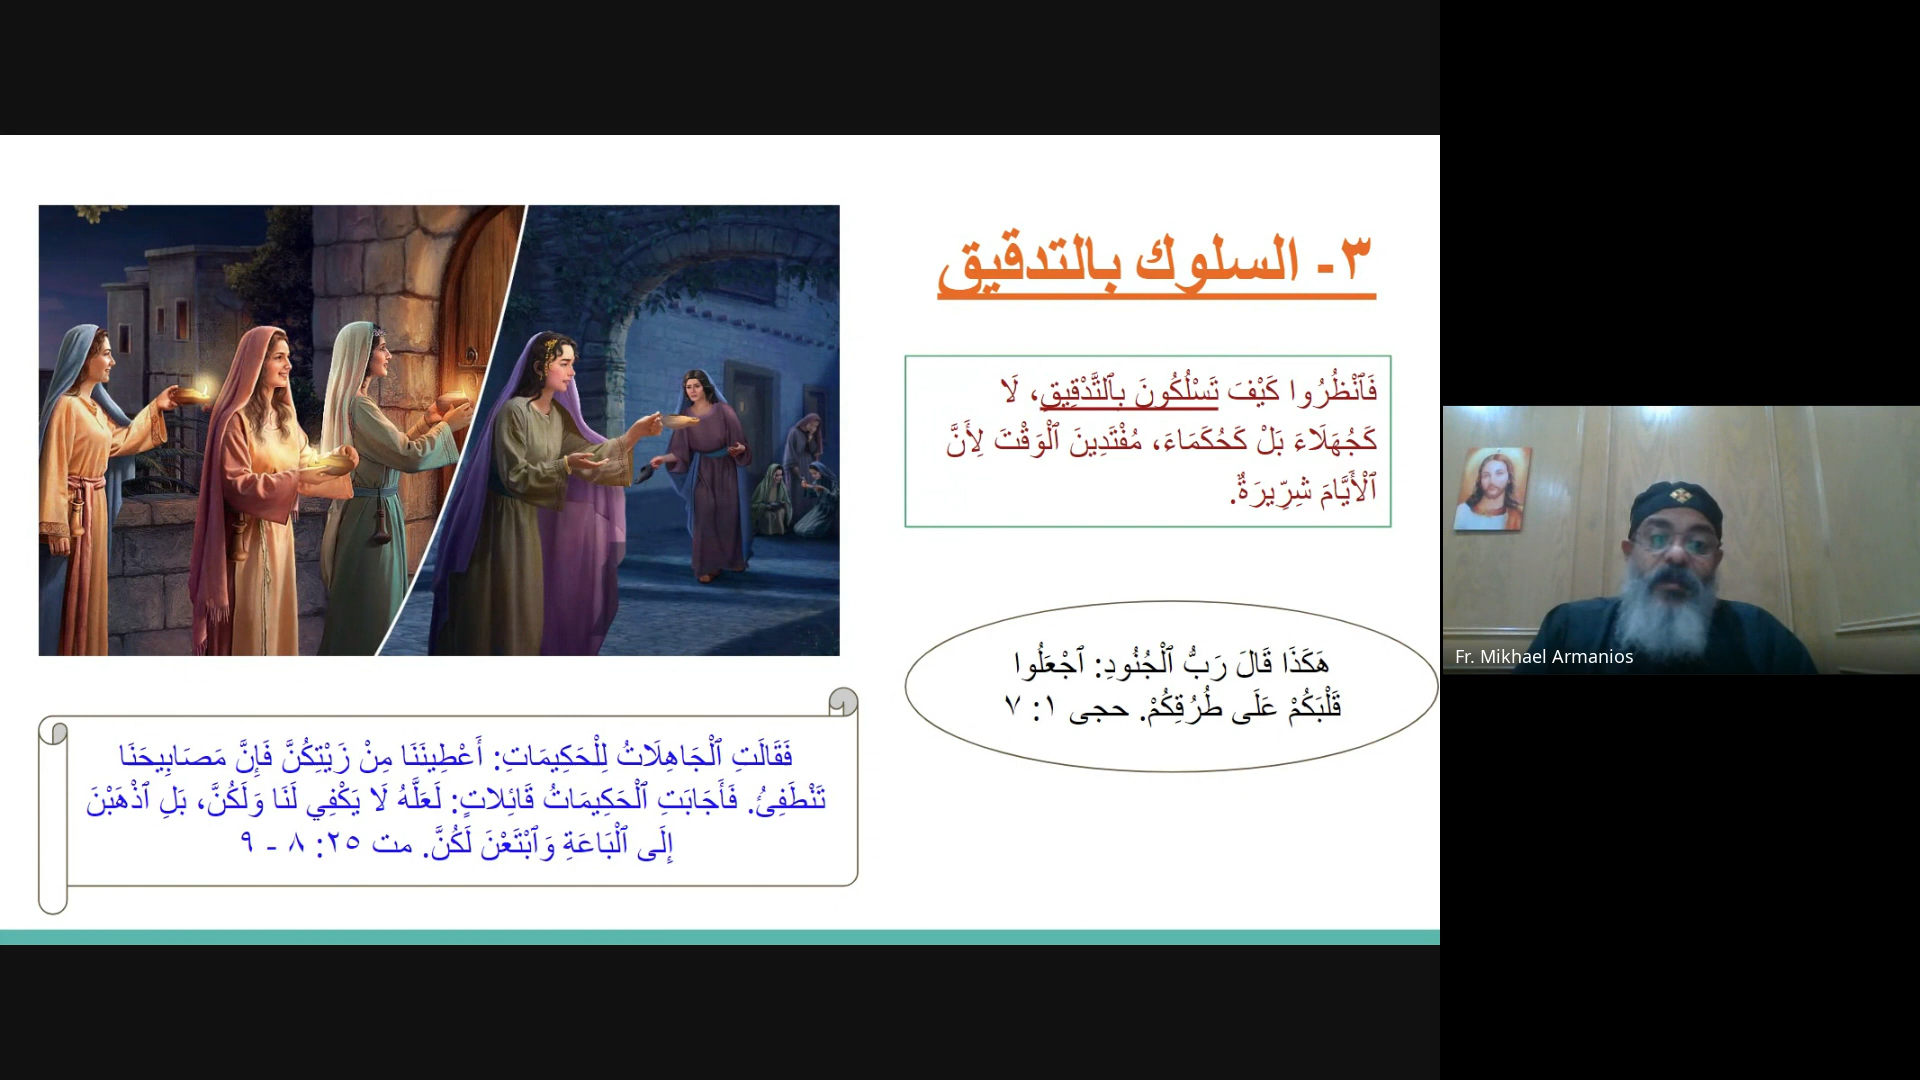 ٣- السلوك بالتدقيق
فَٱنْظُرُوا كَيْفَ تَسْلُكُونَ بِٱلتَّدْقِيقِ، لَا
كَجُهَلَاءَ بَلْ كَحُكَمَاءَ، مُفْتَدِينَ ٱلْوَقْتَ لِأَنَّ
ٱلْأَيَّامَ شِرِّيرَةٌ.
هَكَذَا قَالَ رَبُّ ٱلْجُنُودِ: ٱجْعَلُوا
قَلْبَكُمْ عَلَى طُرُقِكُمْ. حجى ١: ٧
فَقَالَتِ ٱلْجَاهِلَاتُ لِلْحَكِيمَاتِ: أَعْطِينَنَا مِنْ زَيْتِكُنَّ فَإِنَّ مَصَابِيحَنَا
تَنْطَفِئُ. فَأَجَابَتِ ٱلْحَكِيمَاتُ قَائِلاتٍ: لَعَلَّهُ لَا يَكْفِي لَنَا وَلَكُنَّ، بَلِ ٱذْهَبْنَ
إِلَى ٱلْبَاعَةِ وَٱبْتَعْنَ لَكُنَّ. مت ٢٥: ٨ - ٩
Fr. Mikhael Armanios